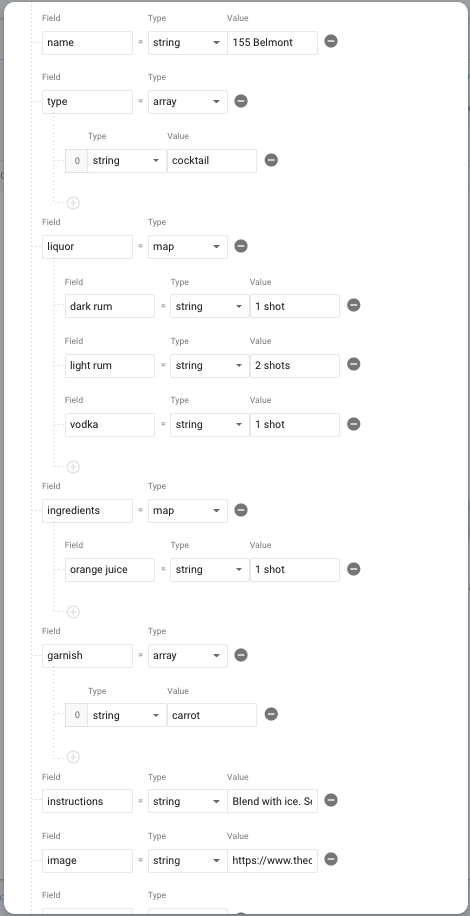 Field Type Value
name = string 155 Belmont
Field Type
type = array
Type Value
0 string cocktail
Field Type
liquor = map
Field Type Value
dark rum = string 1 shot
Field Type Value
light rum = string 2 shots
Field Type Value
vodka = string 1 shot
Field Type
ingredients = map
Field Type Value
orange juice = string 1 shot
Field Type
garnish = array
Type Value
0 string carrot
Field Type Value
instructions = string Blend with ice. Se
Field Type Value
image = string https://www.thec
Field Type